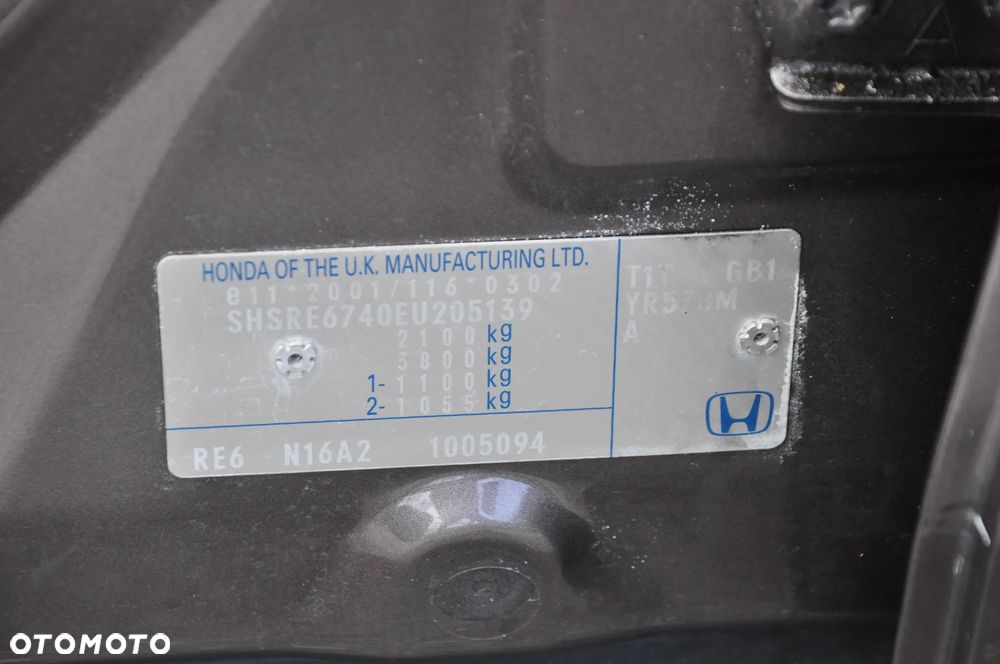 HONDA OF THE U.K. MANUFACTURING LTD.
e11*2001/116*0302
SHSRE6740EU205139
2100 kg
3800 kg
1- 1100 kg
2- 1055 kg
RE6 N16A2 1005094
GB1
A
A
OTOMOTO